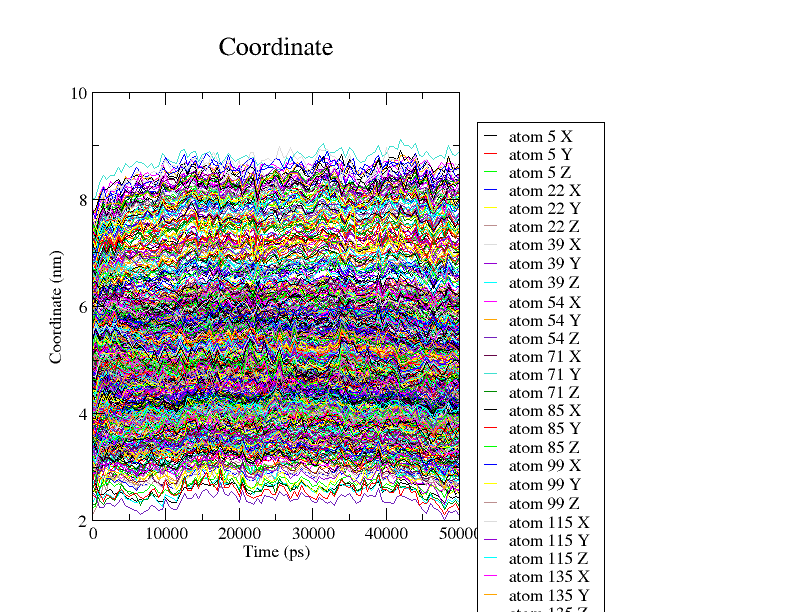 Coordinate
10
8
6
4
2
Coordinate (nm)
0 10000 20000 30000 40000 50000
Time (ps)
atom 5 X
atom 5 Y
atom 5 Z
atom 22 X
atom 22 Y
atom 22 Z
atom 39 X
atom 39 Y
atom 39 Z
atom 54 X
atom 54 Y
atom 54 Z
atom 71 X
atom 71 Y
atom 71 Z
atom 85 X
atom 85 Y
atom 85 Z
atom 99 X
atom 99 Y
atom 99 Z
atom 115 X
atom 115 Y
atom 115 Z
atom 135 X
atom 135 Y
atom 135 Z